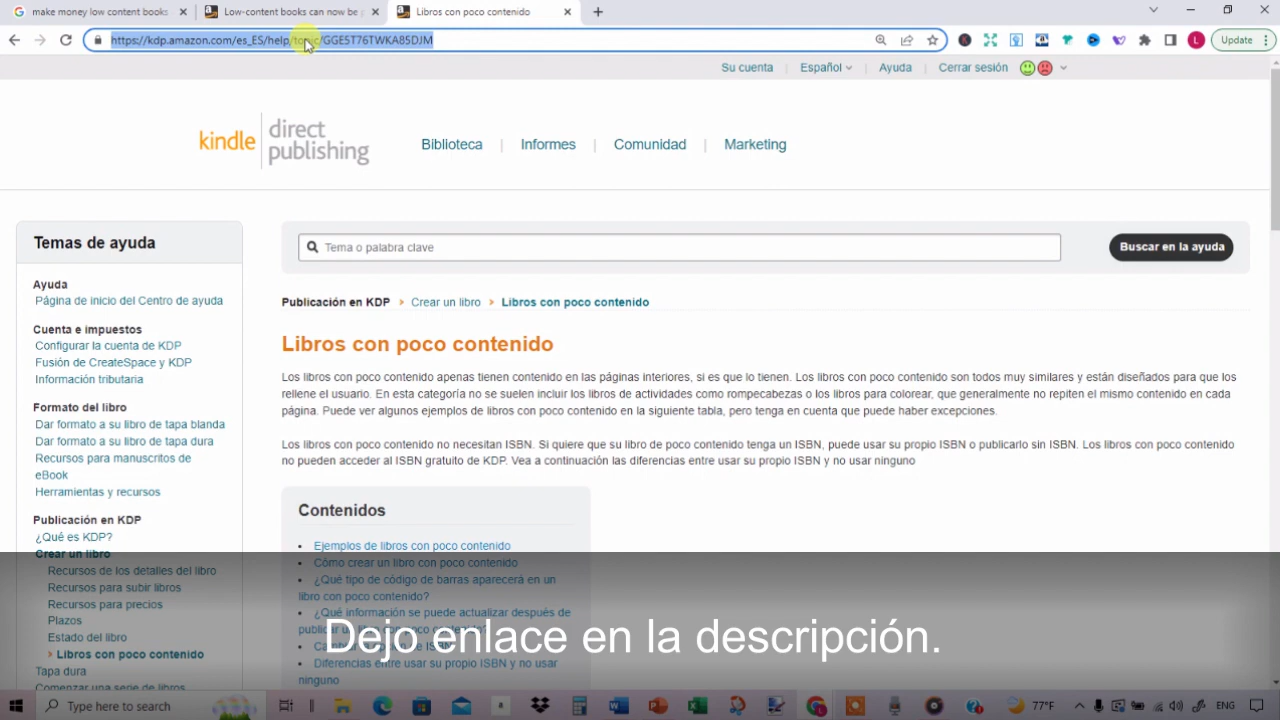 make money low content books
Low-content books can now be
Libros con poco contenido
https://kdp.amazon.com/es_ES/help/topic/GGE5T76TWKA85DJM
L
Update
Su cuenta
Español
Ayuda
Cerrar sesión
kindle direct publishing
Biblioteca
Informes
Comunidad
Marketing
Temas de ayuda
Ayuda
Página de inicio del Centro de ayuda
Cuenta e impuestos
Configurar la cuenta de KDP
Fusión de CreateSpace y KDP
Información tributaria
Formato del libro
Dar formato a su libro de tapa blanda
Dar formato a su libro de tapa dura
Recursos para manuscritos de
eBook
Herramientas y recursos
Publicación en KDP
¿Qué es KDP?
Crear un libro
Recursos de los detalles del libro
Recursos para subir libros
Recursos para precios
Plazos
Estado del libro
Libros con poco contenido
Tapa dura
Comenzar una serie de libros
Tema o palabra clave
Buscar en la ayuda
Publicación en KDP
Crear un libro
Libros con poco contenido
Libros con poco contenido
Los libros con poco contenido apenas tienen contenido en las páginas interiores, si es que lo tienen. Los libros con poco contenido son todos muy similares y están diseñados para que los
rellene el usuario. En esta categoría no se suelen incluir los libros de actividades como rompecabezas o los libros para colorear, que generalmente no repiten el mismo contenido en cada
página. Puede ver algunos ejemplos de libros con poco contenido en la siguiente tabla, pero tenga en cuenta que puede haber excepciones.
Los libros con poco contenido no necesitan ISBN. Si quiere que su libro de poco contenido tenga un ISBN, puede usar su propio ISBN o publicarlo sin ISBN. Los libros con poco contenido
no pueden acceder al ISBN gratuito de KDP. Vea a continuación las diferencias entre usar su propio ISBN y no usar ninguno
Contenidos
Ejemplos de libros con poco contenido
Cómo crear un libro con poco contenido
¿Qué tipo de código de barras aparecerá en un
libro con poco contenido?
¿Qué información se puede actualizar después de
Diferencias entre usar su propio ISBN y no usar
ninguno
Dejo enlace en la descripción.
Type here to search
77°F